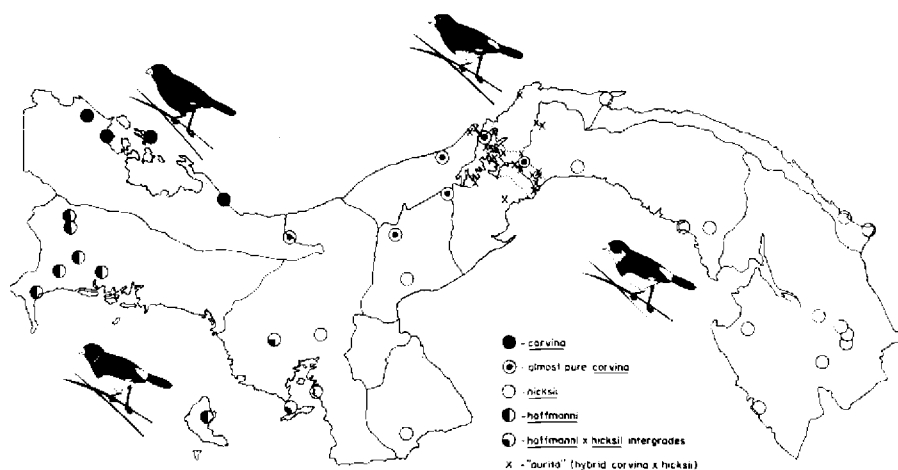 - corvina
- almost pure corvina
- hicksii
- hoffmanni
- hoffmanni x hicksii intergrades
x - "aurita" (hybrid corvina x hicksii)